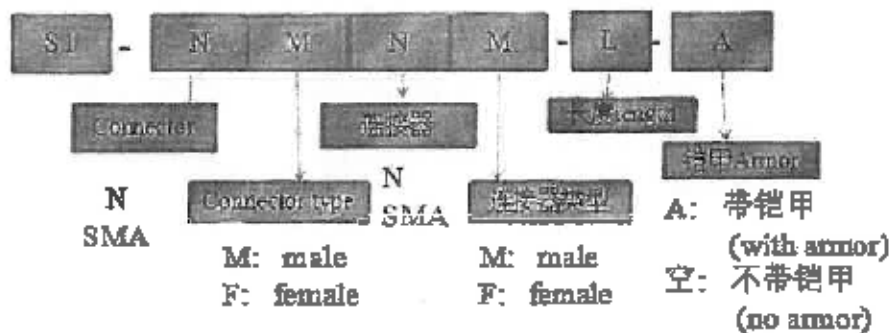 S1 - N M N M - L - A
Connector
连接器
长度length
铠甲Armor
N
SMA
Connector type
N
SMA
连接器类型
M: male
F: female
M: male
F: female
A: 带铠甲
(with armor)
空: 不带铠甲
(no armor)